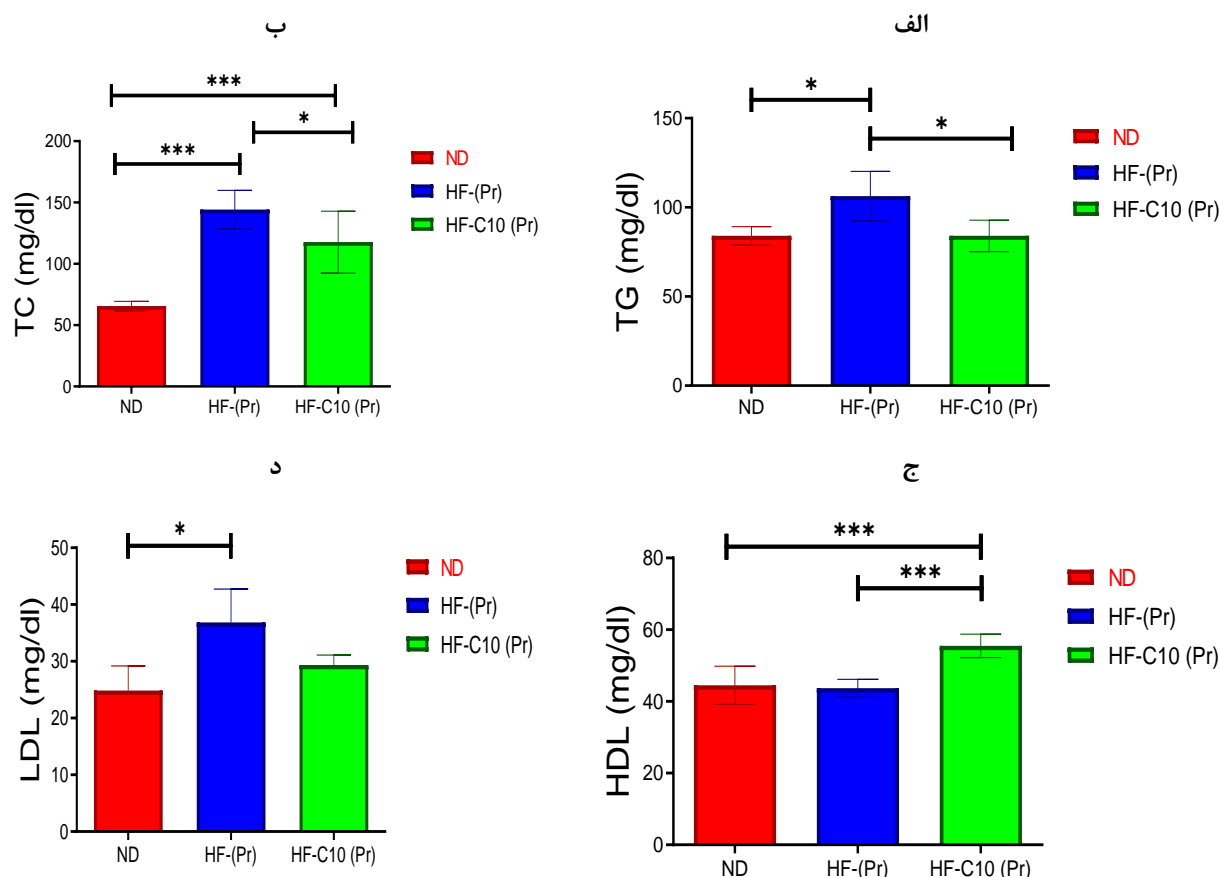 الف
*
*
TG (mg/dl)
150
100
50
0
ND
HF-(Pr)
HF-C10 (Pr)
ND
HF-(Pr)
HF-C10 (Pr)
ب
***
*
***
TC (mg/dl)
200
150
100
50
0
ND
HF-(Pr)
HF-C10 (Pr)
ND
HF-(Pr)
HF-C10 (Pr)
ج
***
***
HDL (mg/dl)
80
60
40
20
0
ND
HF-(Pr)
HF-C10 (Pr)
ND
HF-(Pr)
HF-C10 (Pr)
د
*
LDL (mg/dl)
50
40
30
20
10
0
ND
HF-(Pr)
HF-C10 (Pr)
ND
HF-(Pr)
HF-C10 (Pr)